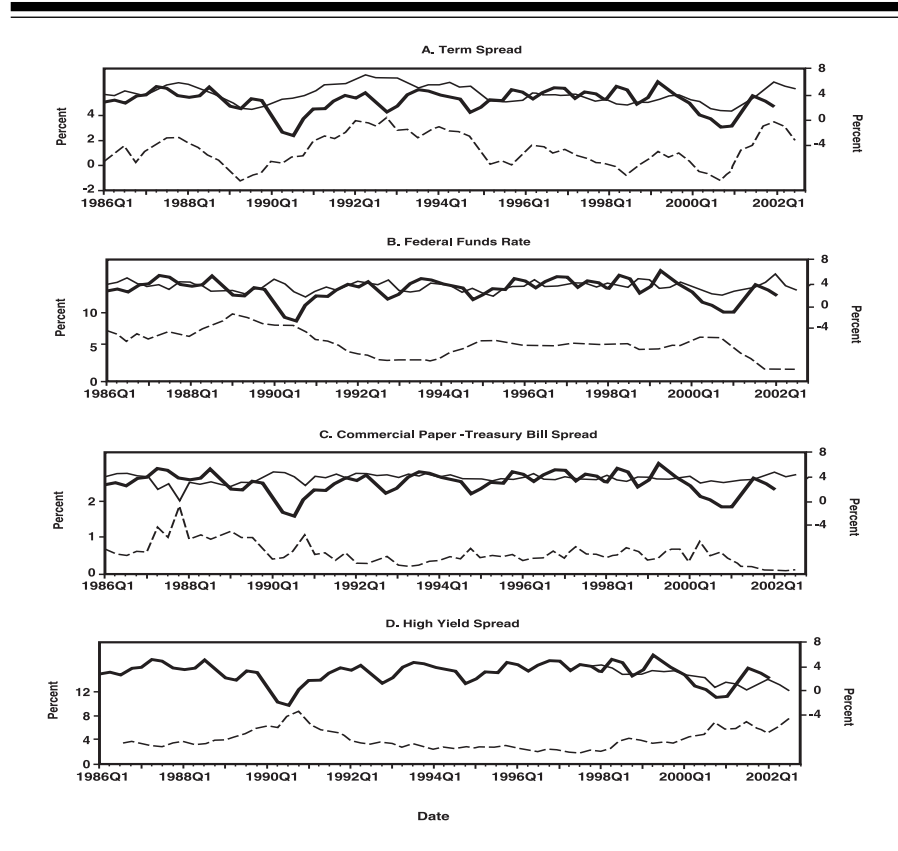 A. Term Spread
8
4
0
-4
Percent
Percent
4
2
0
-2
1986Q1 1988Q1 1990Q1 1992Q1 1994Q1 1996Q1 1998Q1 2000Q1 2002Q1
B. Federal Funds Rate
8
4
0
-4
Percent
Percent
10
5
0
1986Q1 1988Q1 1990Q1 1992Q1 1994Q1 1996Q1 1998Q1 2000Q1 2002Q1
C. Commercial Paper -Treasury Bill Spread
8
4
0
-4
Percent
Percent
2
1
0
1986Q1 1988Q1 1990Q1 1992Q1 1994Q1 1996Q1 1998Q1 2000Q1 2002Q1
D. High Yield Spread
8
4
0
-4
Percent
Percent
12
8
4
0
1986Q1 1988Q1 1990Q1 1992Q1 1994Q1 1996Q1 1998Q1 2000Q1 2002Q1
Date